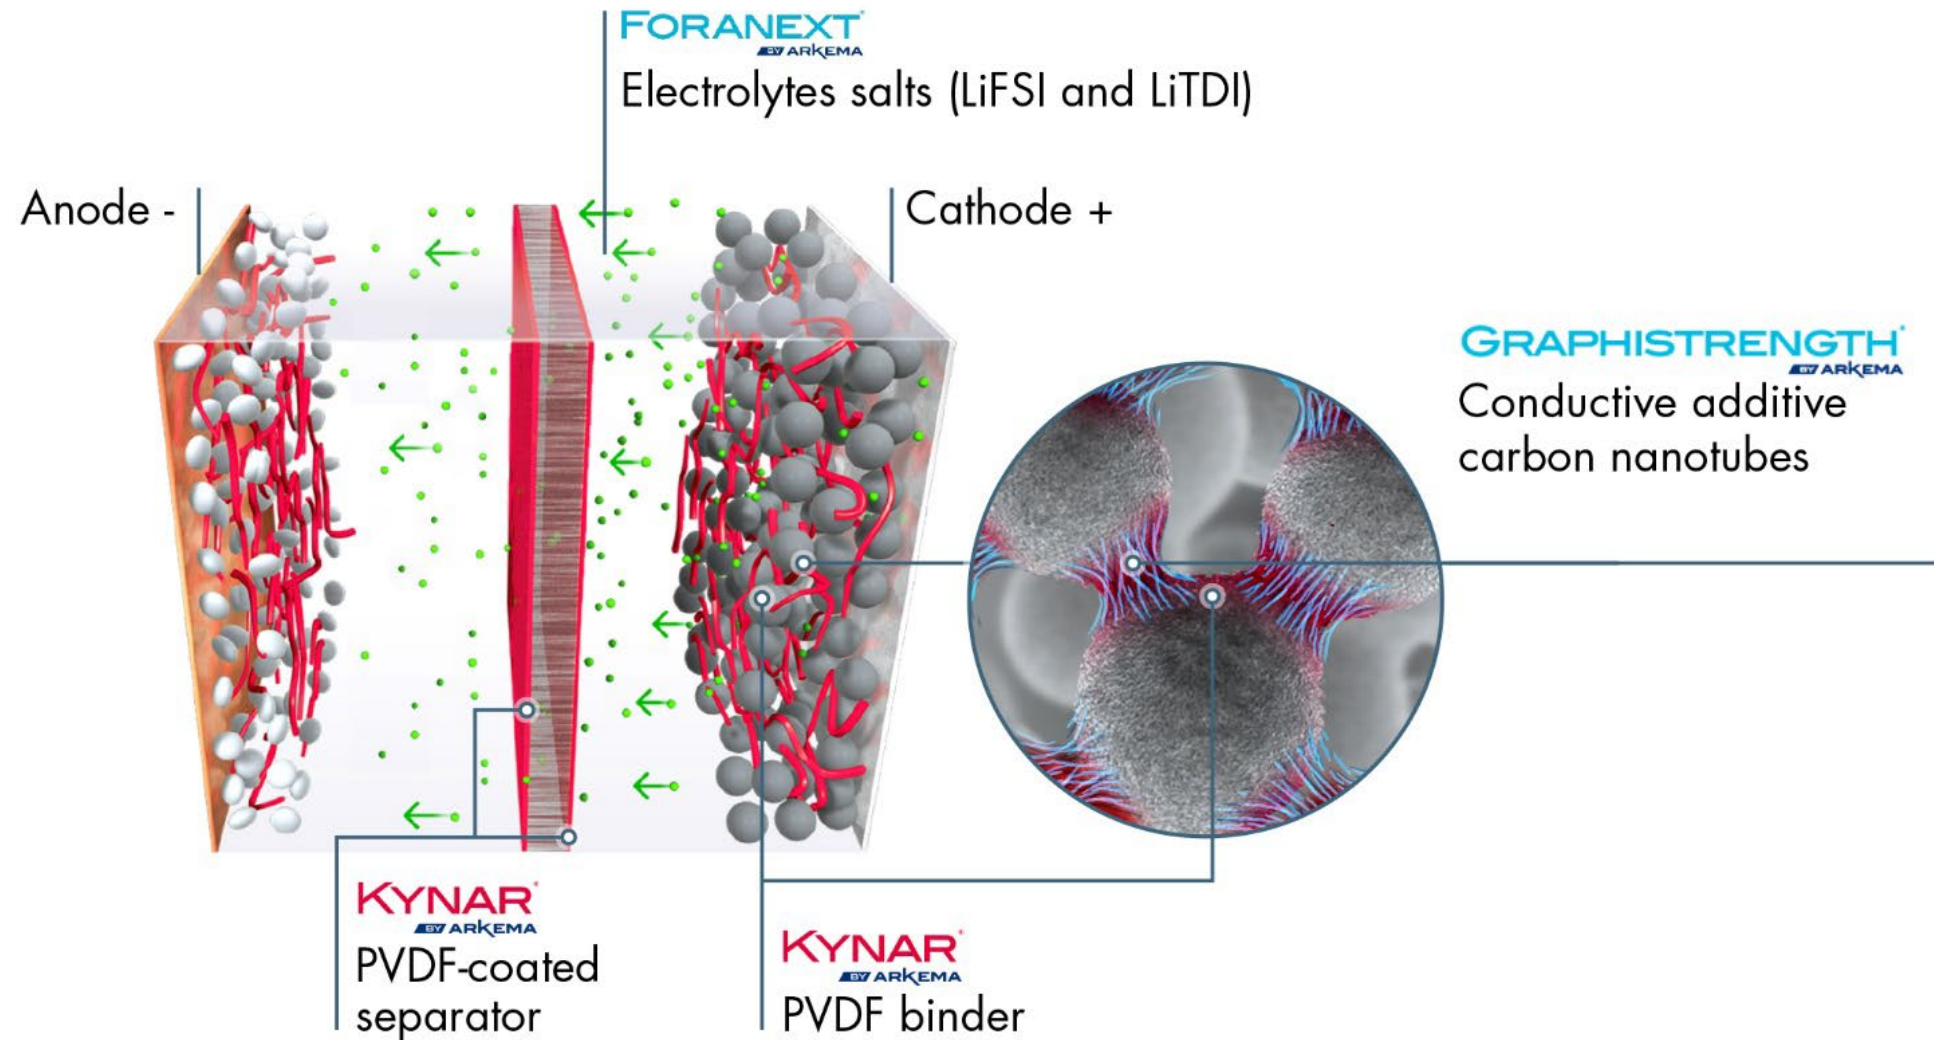 FORANEXT®
BY ARKEMA
Electrolytes salts (LiFSI and LiTDI)
Anode -
Cathode +
GRAPHISTRENGTH®
BY ARKEMA
Conductive additive
carbon nanotubes
KYNAR®
BY ARKEMA
PVDF-coated
separator
KYNAR®
BY ARKEMA
PVDF binder